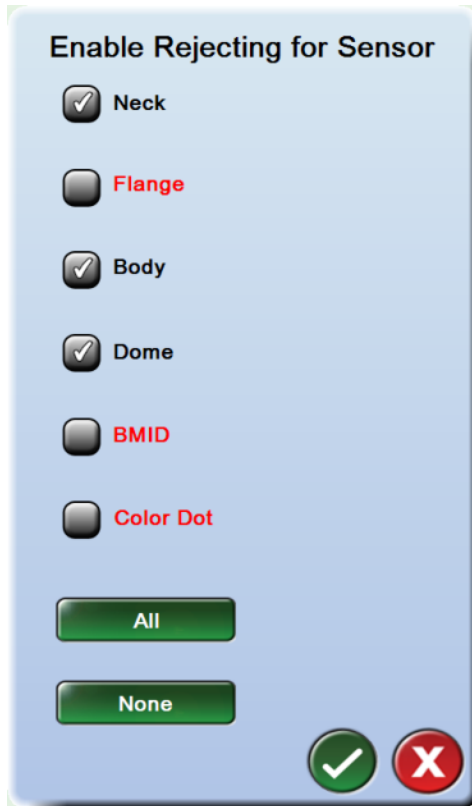 Enable Rejecting for Sensor
Neck
Flange
Body
Dome
BMID
Color Dot
All
None